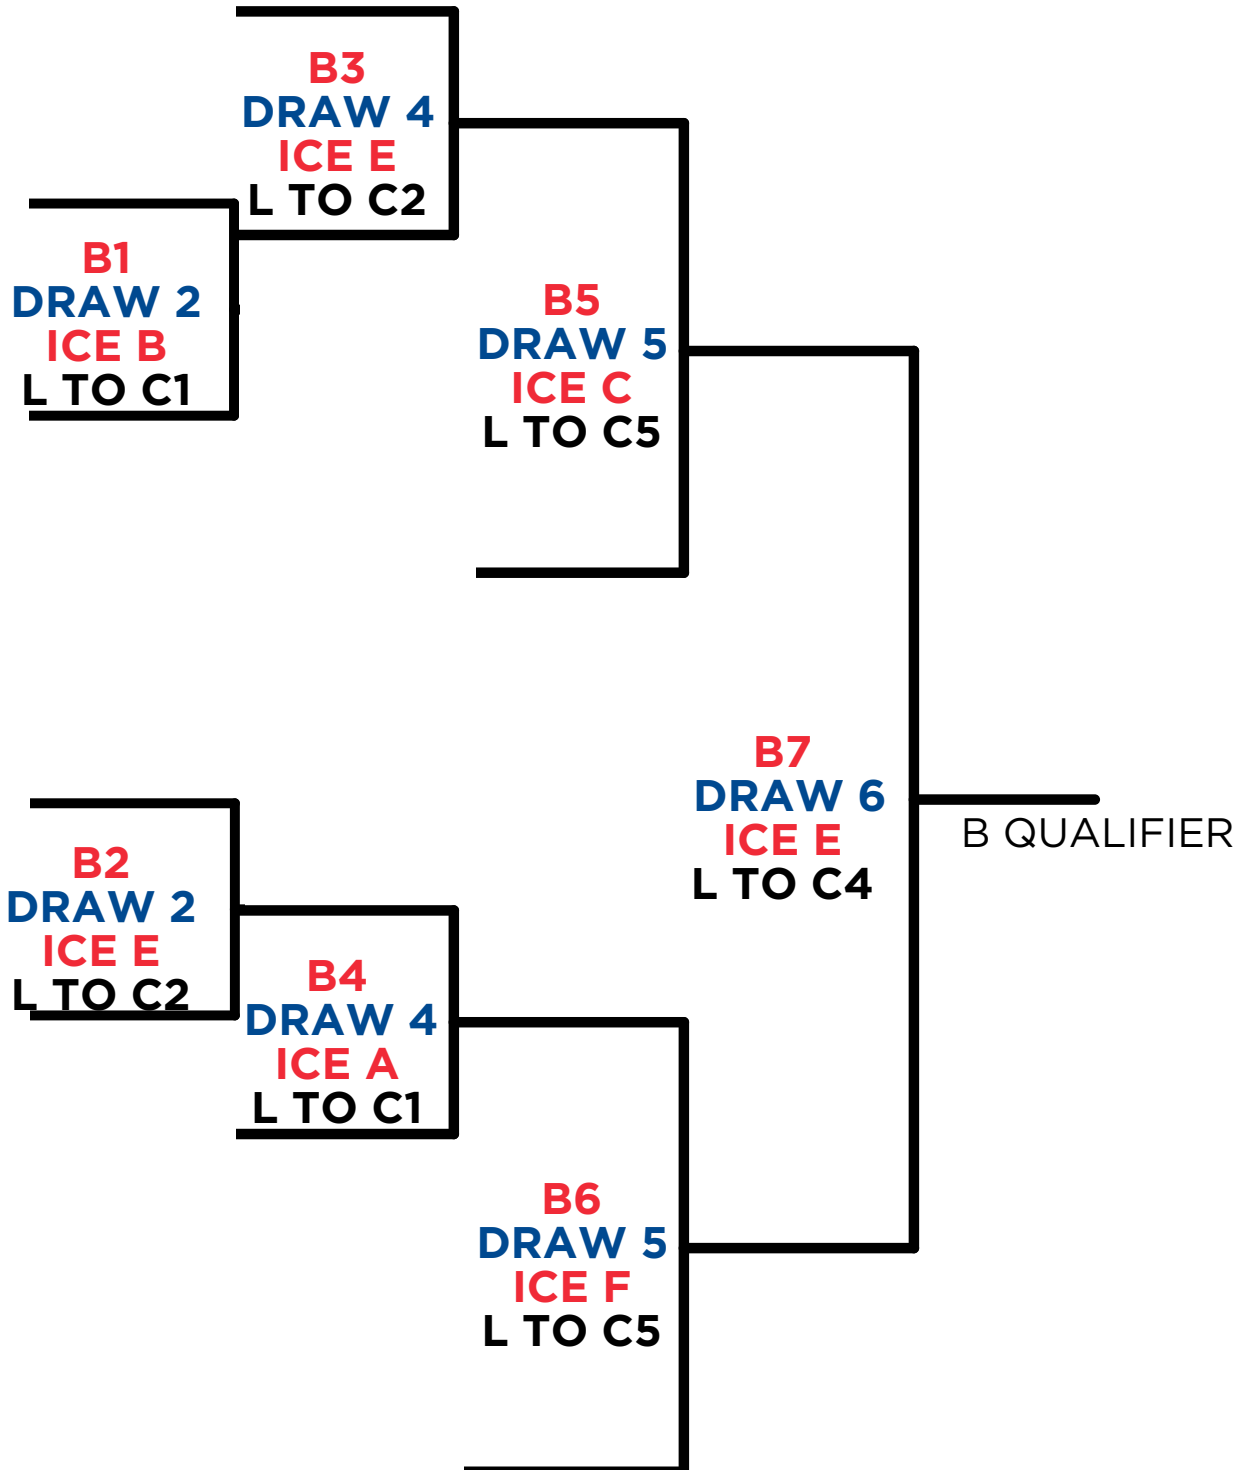 B3
DRAW 4
ICE E
L TO C2
B1
DRAW 2
ICE B
L TO C1
B5
DRAW 5
ICE C
L TO C5
B7
DRAW 6
ICE E
L TO C4
B QUALIFIER
B2
DRAW 2
ICE E
L TO C2
B4
DRAW 4
ICE A
L TO C1
B6
DRAW 5
ICE F
L TO C5